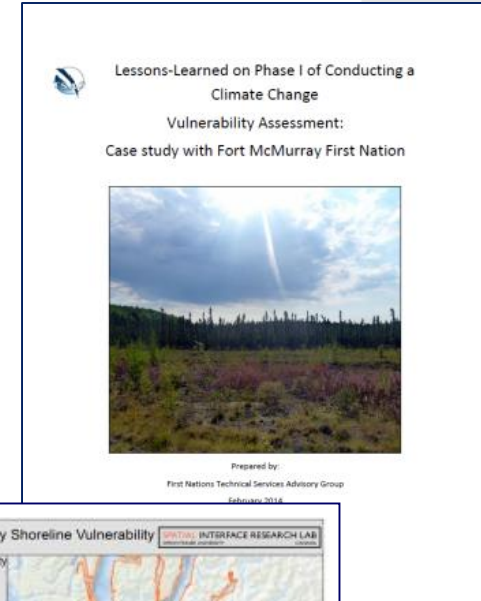 Lessons-Learned on Phase I of Conducting a
Climate Change
Vulnerability Assessment:
Case study with Fort McMurray First Nation
Prepared by:
First Nations Technical Services Advisory Group
February 2014
y Shoreline Vulnerability
SPATIAL INTERFACE RESEARCH LAB